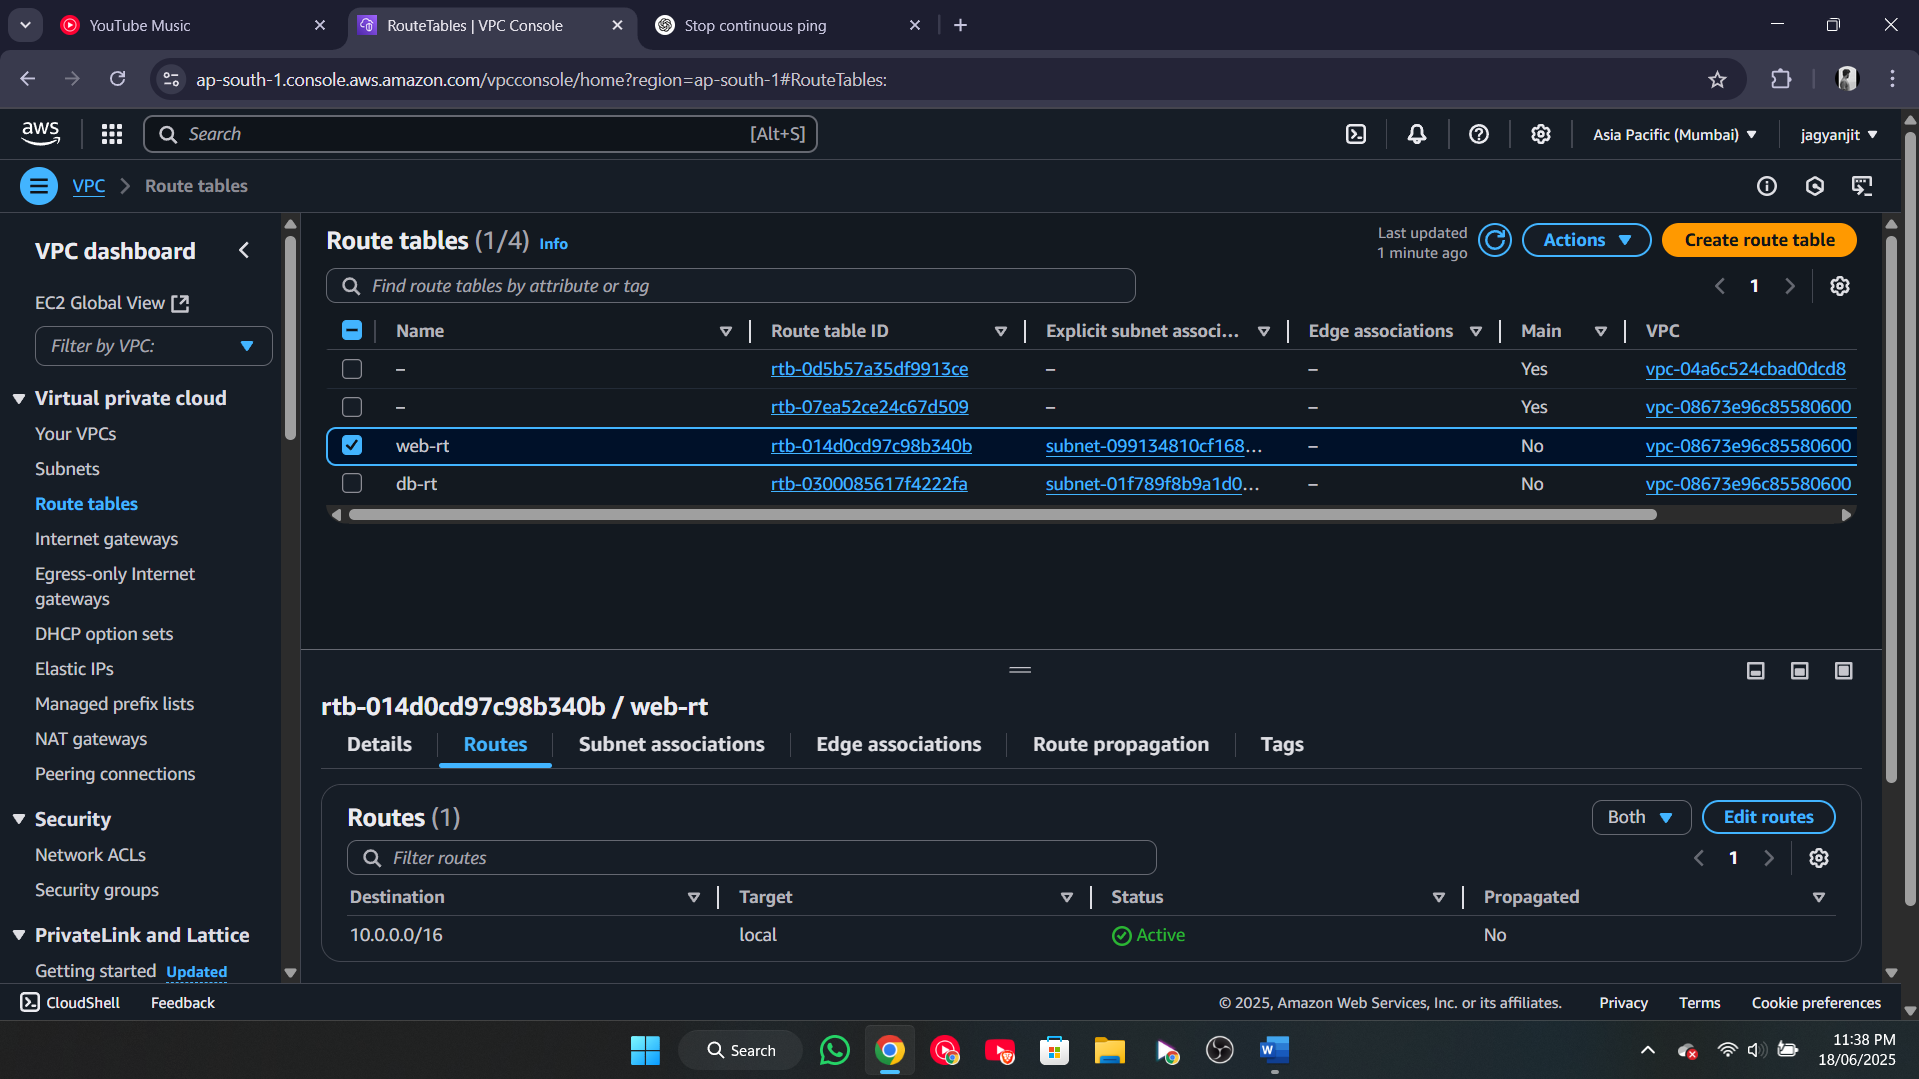 YouTube Music
RouteTables | VPC Console
Stop continuous ping
ap-south-1.console.aws.amazon.com/vpcconsole/home?region=ap-south-1#RouteTables:
aws
Search
[Alt+S]
Asia Pacific (Mumbai)
jagyanjit
VPC
Route tables
VPC dashboard
EC2 Global View
Filter by VPC:
Virtual private cloud
Your VPCs
Subnets
Route tables
Internet gateways
Egress-only Internet
gateways
DHCP option sets
Elastic IPs
Managed prefix lists
NAT gateways
Peering connections
Security
Network ACLs
Security groups
PrivateLink and Lattice
Getting started Updated
Route tables (1/4) Info
Last updated
1 minute ago
Actions
Create route table
Find route tables by attribute or tag
1
Name Route table ID Explicit subnet associ... Edge associations Main VPC
– rtb-0d5b57a35df9913ce – – Yes vpc-04a6c524cbad0dcd8
– rtb-07ea52ce24c67d509 – – Yes vpc-08673e96c85580600
web-rt rtb-014d0cd97c98b340b subnet-099134810cf168... – No vpc-08673e96c85580600
db-rt rtb-0300085617f4222fa subnet-01f789f8b9a1d0... – No vpc-08673e96c85580600
rtb-014d0cd97c98b340b / web-rt
Details Routes Subnet associations Edge associations Route propagation Tags
Routes (1)
Both
Edit routes
Filter routes
1
Destination Target Status Propagated
10.0.0.0/16 local Active No
CloudShell Feedback
© 2025, Amazon Web Services, Inc. or its affiliates. Privacy Terms Cookie preferences
Search
11:38 PM
18/06/2025